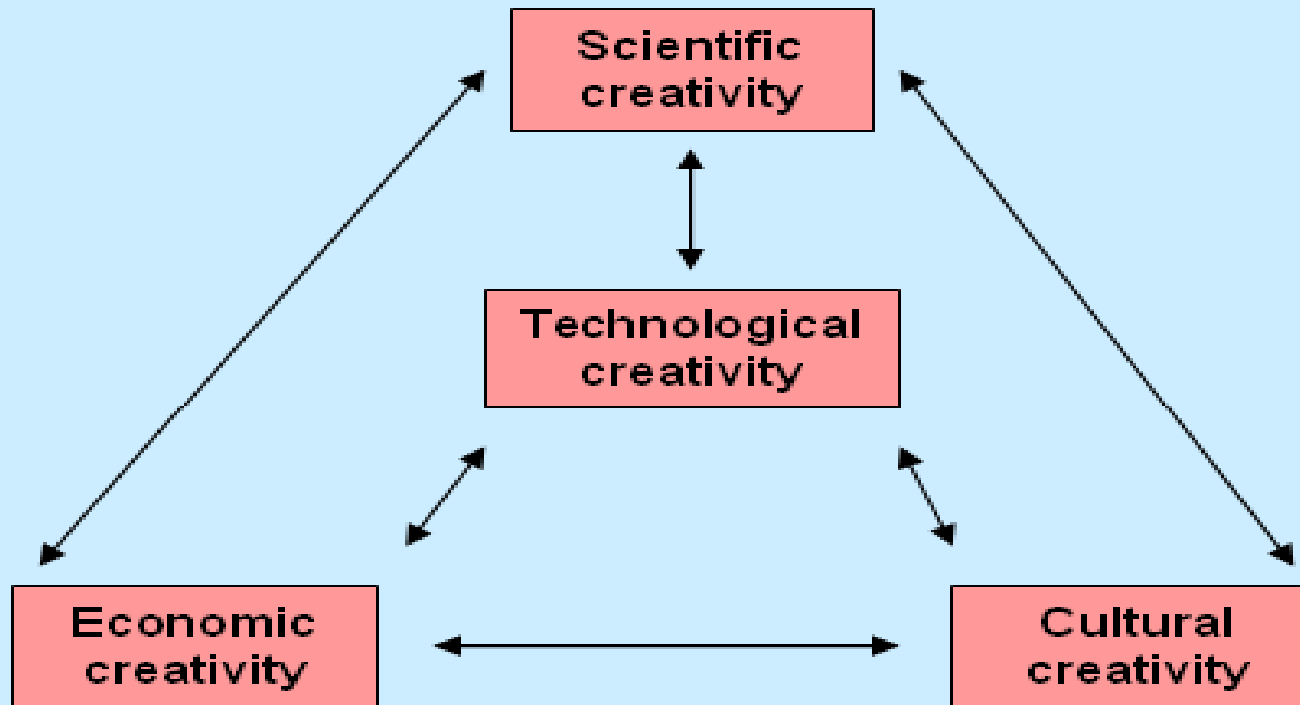 Scientific
creativity
Technological
creativity
Economic
creativity
Cultural
creativity